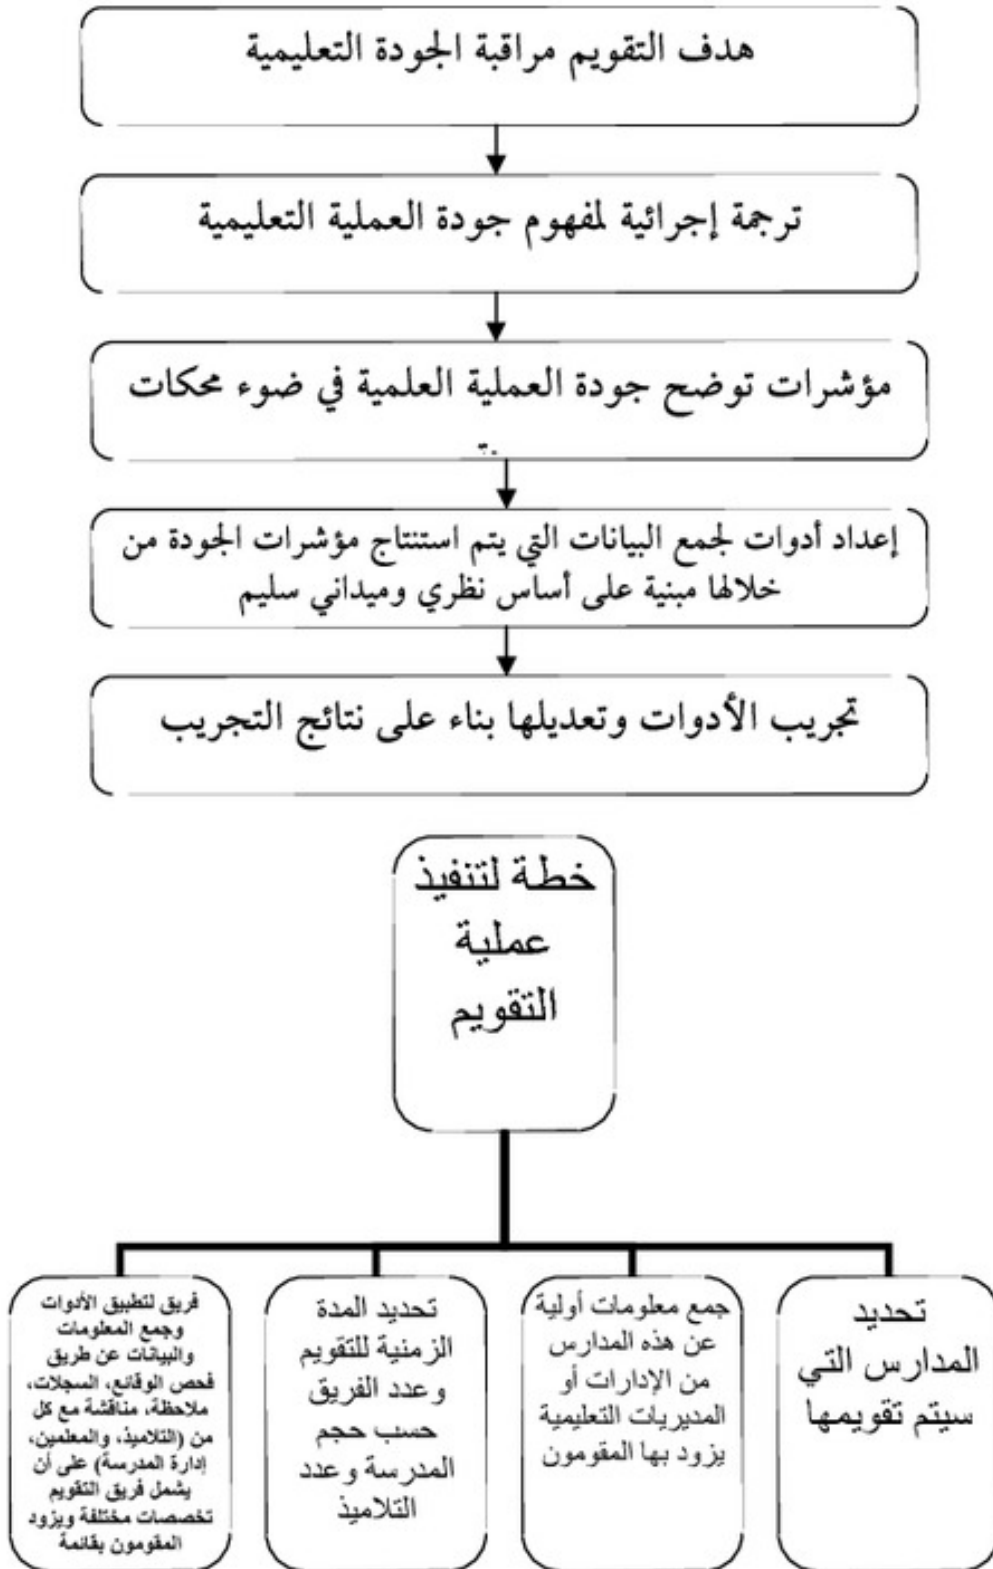 هدف التقويم مراقبة الجودة التعليمية
ترجمة إجرائية لمفهوم جودة العملية التعليمية
مؤشرات توضح جودة العملية العلمية في ضوء محكات
إعداد أدوات لجمع البيانات التي يتم استنتاج مؤشرات الجودة من
خلالها مبنية على أساس نظري وميداني سليم
تجريب الأدوات وتعديلها بناء على نتائج التجريب
خطة لتنفيذ
عملية
التقويم
تحديد
المدارس التي
سيتم تقويمها
جمع معلومات أولية
عن هذه المدارس
من الإدارات أو
المديريات التعليمية
يزود بها المقومون
تحديد المدة
الزمنية للتقويم
وعدد الفريق
حسب حجم
المدرسة وعدد
التلاميذ
فريق لتطبيق الأدوات
وجمع المعلومات
والبيانات عن طريق
فحص الوقائع، السجلات،
ملاحظة، مناقشة مع كل
من (التلاميذ، والمعلمين،
إدارة المدرسة) على أن
يشمل فريق التقويم
تخصصات مختلفة ويزود
المقومون بقائمة